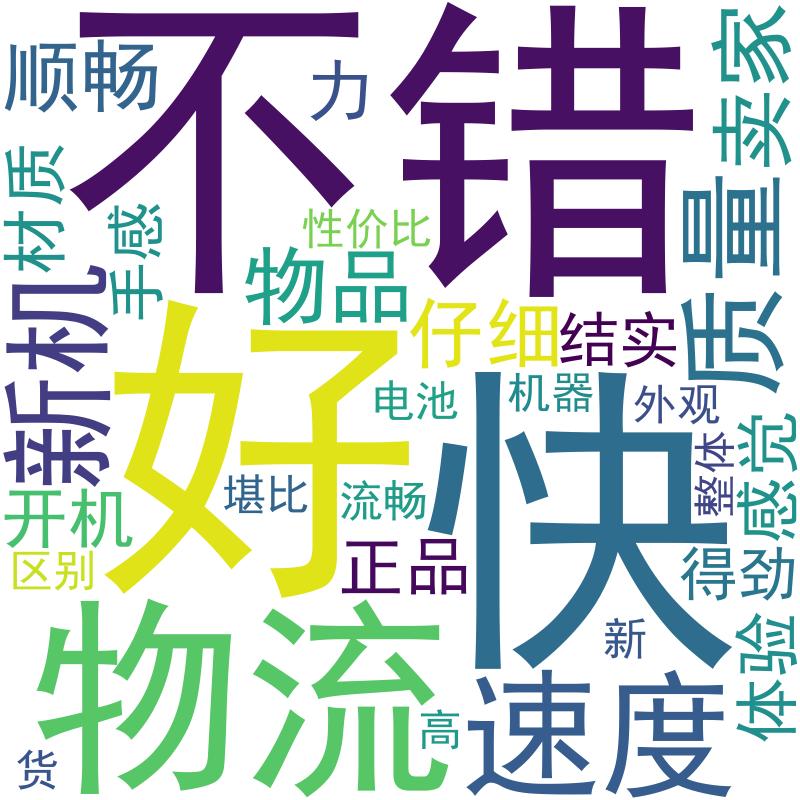 不错
顺畅
力
卖家
材质
手感
性价比
质量
物品
新机
好
仔细
结实
快
电池
机器
外观
感觉
整体
堪比
流畅
开机
正品
区别
得劲
物流
新
体验
速度
高
货